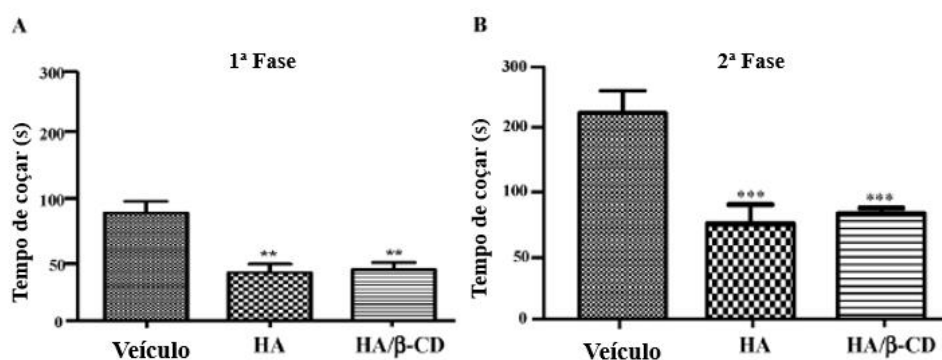 A
1ª Fase
Tempo de coçar (s)
300
200
100
50
0
**
**
Veículo
HA
HA/β-CD
B
2ª Fase
Tempo de coçar (s)
300
200
100
50
0
***
***
Veículo
HA
HA/β-CD